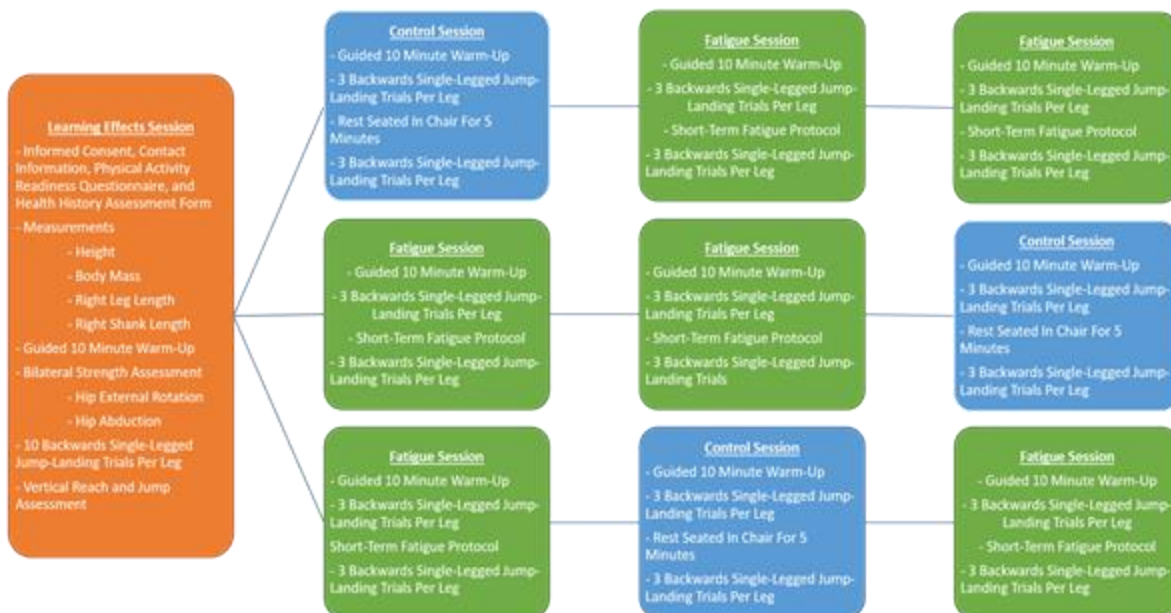 Learning Effects Session
- Informed Consent, Contact
Information, Physical Activity
Readiness Questionnaire, and
Health History Assessment Form
- Measurements
- Height
- Body Mass
- Right Leg Length
- Right Shank Length
- Guided 10 Minute Warm-Up
- Bilateral Strength Assessment
- Hip External Rotation
- Hip Abduction
- 10 Backwards Single-Legged
Jump-Landing Trials Per Leg
- Vertical Reach and Jump
Assessment
Control Session
- Guided 10 Minute Warm-Up
- 3 Backwards Single-Legged Jump-
Landing Trials Per Leg
- Rest Seated In Chair For 5
Minutes
- 3 Backwards Single-Legged Jump-
Landing Trials Per Leg
Fatigue Session
- Guided 10 Minute Warm-Up
- 3 Backwards Single-Legged Jump-
Landing Trials Per Leg
- Short-Term Fatigue Protocol
- 3 Backwards Single-Legged Jump-
Landing Trials Per Leg
Fatigue Session
- Guided 10 Minute Warm-Up
- 3 Backwards Single-Legged Jump-
Landing Trials Per Leg
- Short-Term Fatigue Protocol
- 3 Backwards Single-Legged Jump-
Landing Trials Per Leg
Fatigue Session
- Guided 10 Minute Warm-Up
- 3 Backwards Single-Legged Jump-
Landing Trials Per Leg
- Short-Term Fatigue Protocol
- 3 Backwards Single-Legged Jump-
Landing Trials Per Leg
Fatigue Session
- Guided 10 Minute Warm-Up
- 3 Backwards Single-Legged Jump-
Landing Trials Per Leg
- Short-Term Fatigue Protocol
- 3 Backwards Single-Legged Jump-
Landing Trials
Control Session
- Guided 10 Minute Warm-Up
- 3 Backwards Single-Legged Jump-
Landing Trials Per Leg
- Rest Seated In Chair For 5
Minutes
- 3 Backwards Single-Legged Jump-
Landing Trials Per Leg
Fatigue Session
- Guided 10 Minute Warm-Up
- 3 Backwards Single-Legged Jump-
Landing Trials Per Leg
Short-Term Fatigue Protocol
- 3 Backwards Single-Legged Jump-
Landing Trials Per Leg
Control Session
- Guided 10 Minute Warm-Up
- 3 Backwards Single-Legged Jump-
Landing Trials Per Leg
- Rest Seated In Chair For 5
Minutes
- 3 Backwards Single-Legged Jump-
Landing Trials Per Leg
Fatigue Session
- Guided 10 Minute Warm-Up
- 3 Backwards Single-Legged Jump-
Landing Trials Per Leg
- Short-Term Fatigue Protocol
- 3 Backwards Single-Legged Jump-
Landing Trials Per Leg